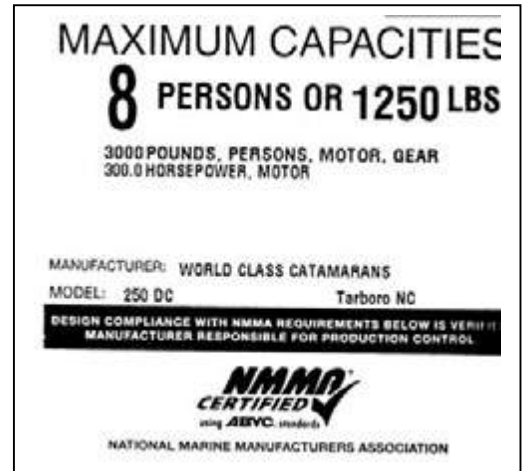 MAXIMUM CAPACITIES
8 PERSONS OR 1250 LBS
3000 POUNDS, PERSONS, MOTOR, GEAR
300.0 HORSEPOWER, MOTOR
MANUFACTURER: WORLD CLASS CATAMARANS
MODEL: 250 DC Tarboro NC
DESIGN COMPLIANCE WITH NMMA REQUIREMENTS BELOW IS
MANUFACTURER RESPONSIBLE FOR PRODUCTION CONTROL
NMMA
CERTIFIED
using ABYC. standards
NATIONAL MARINE MANUFACTURERS ASSOCIATION